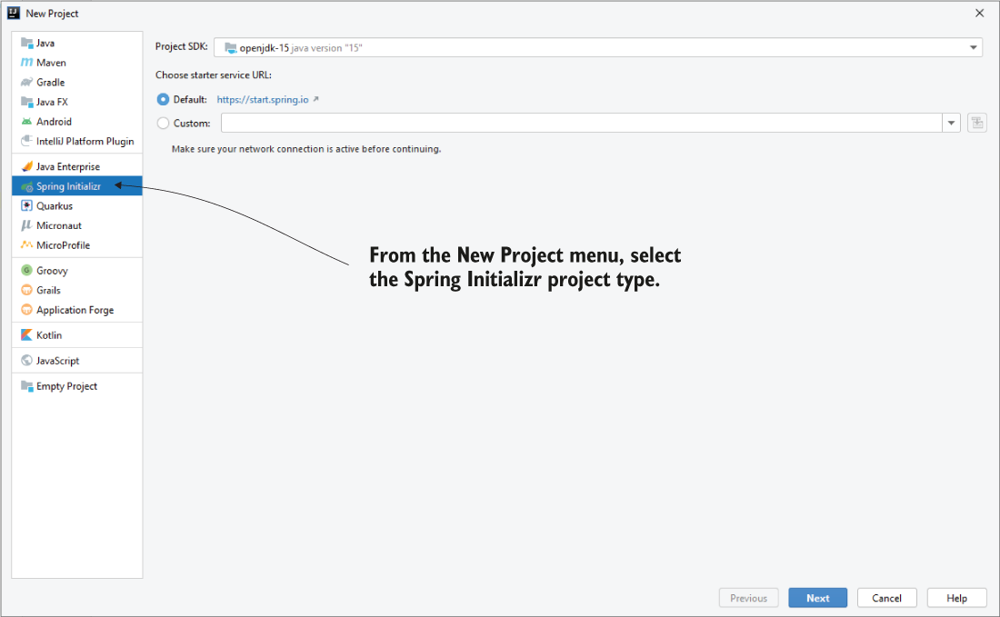 New Project
Java
Maven
Gradle
Java FX
Android
IntelliJ Platform Plugin
Java Enterprise
Spring Initializr
Quarkus
Micronaut
MicroProfile
Groovy
Grails
Application Forge
Kotlin
JavaScript
Empty Project
Project SDK: openjdk-15 java version "15"
Choose starter service URL:
Default: https://start.spring.io
Custom:
Make sure your network connection is active before continuing.
From the New Project menu, select
the Spring Initializr project type.
Previous Next Cancel Help